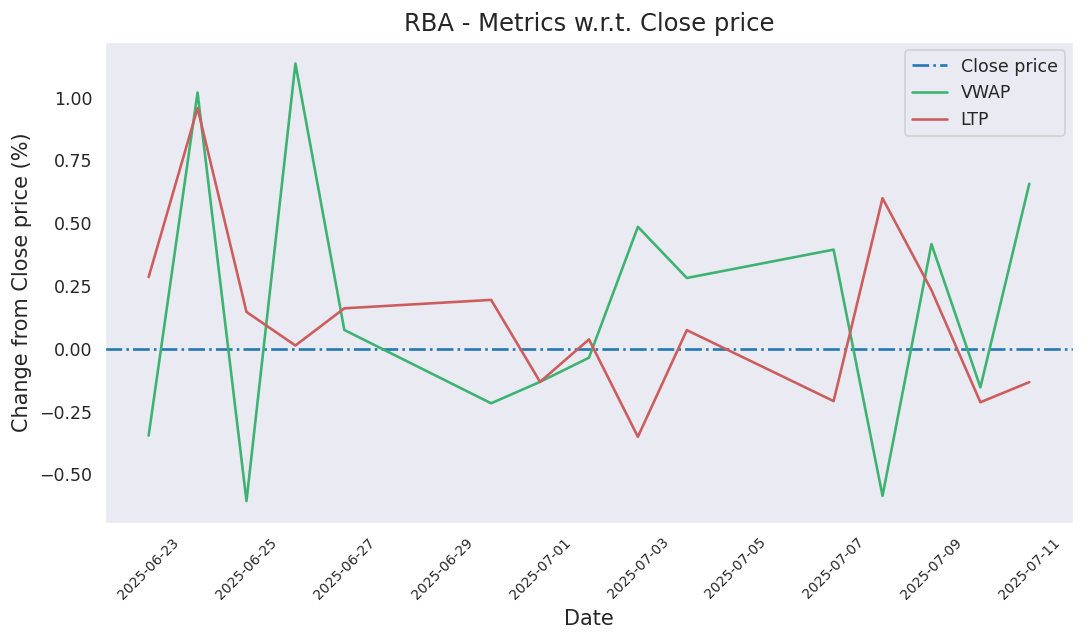 RBA - Metrics w.r.t. Close price
Close price
VWAP
LTP
Change from Close price (%)
1.00
0.75
0.50
0.25
0.00
−0.25
−0.50
2025-06-23
2025-06-25
2025-06-27
2025-06-29
2025-07-01
2025-07-03
2025-07-05
2025-07-07
2025-07-09
2025-07-11
Date